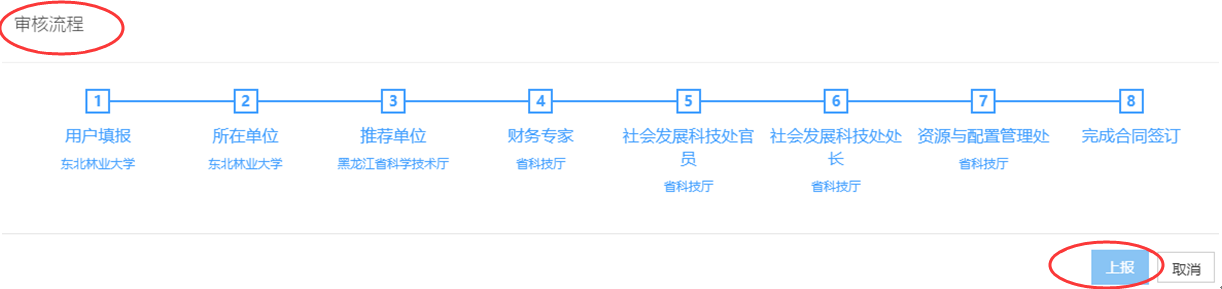 审核流程
1 2 3 4 5 6 7 8
用户填报 所在单位 推荐单位 财务专家 社会发展科技处官员 社会发展科技处处长 资源与配置管理处 完成合同签订
东北林业大学 东北林业大学 黑龙江省科学技术厅 省科技厅 省科技厅 省科技厅 省科技厅
上报 取消